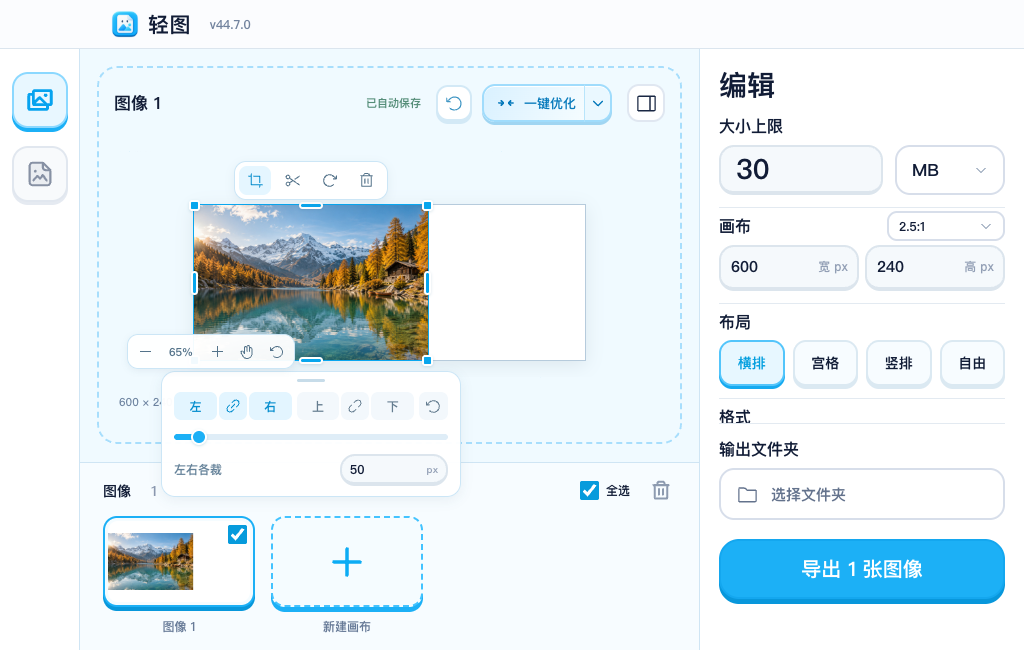 轻图 v44.7.0
图像 1
已自动保存
一键优化
65%
600 × 24
左 右 上 下
左右各裁 50 px
图像 1
全选
图像 1
新建画布
编辑
大小上限
30 MB
画布 2.5:1
600 宽 px 240 高 px
布局
横排 宫格 竖排 自由
格式
输出文件夹
选择文件夹
导出 1 张图像